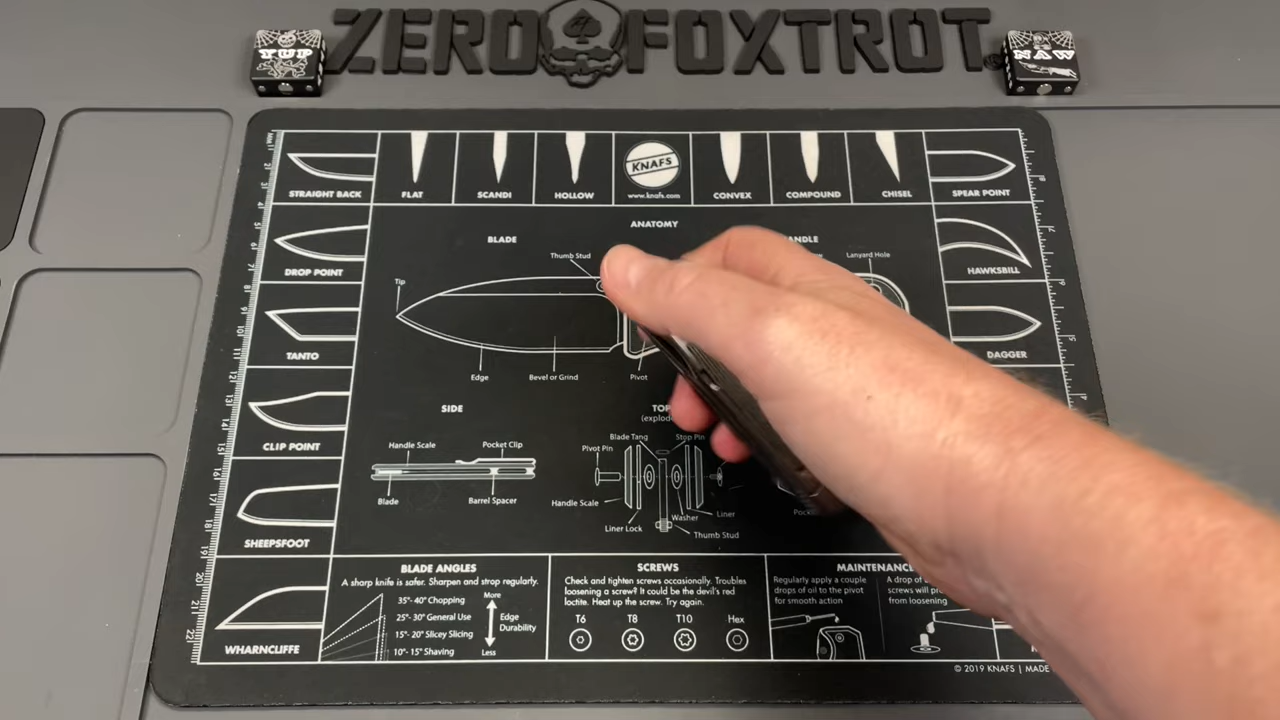 ZERO FOXTROT
YUP
NAW
STRAIGHT BACK
FLAT
SCANDI
HOLLOW
KNAFS
www.knafs.com
CONVEX
COMPOUND
CHISEL
SPEAR POINT
DROP POINT
TANTO
CLIP POINT
SHEEPSFOOT
WHARNCLIFFE
HAWKSBILL
DAGGER
ANATOMY
BLADE
Thumb Stud
Lanyard Hole
Tip
Edge
Bevel or Grind
Pivot
SIDE
Handle Scale
Pocket Clip
Blade
Barrel Spacer
Blade Tang
Stop Pin
Pivot Pin
Handle Scale
Liner
Washer
Liner Lock
Thumb Stud
BLADE ANGLES
A sharp knife is safer. Sharpen and strop regularly.
35°- 40° Chopping
25°- 30° General Use
15°- 20° Slicey Slicing
10°- 15° Shaving
More
Edge
Durability
Less
SCREWS
Check and tighten screws occasionally. Troubles
loosening a screw? It could be the devil's red
loctite. Heat up the screw. Try again.
T6
T8
T10
Hex
MAINTENANCE
Regularly apply a couple
drops of oil to the pivot
for smooth action
A drop of
screws will
from loosening
© 2019 KNAFS | MADE